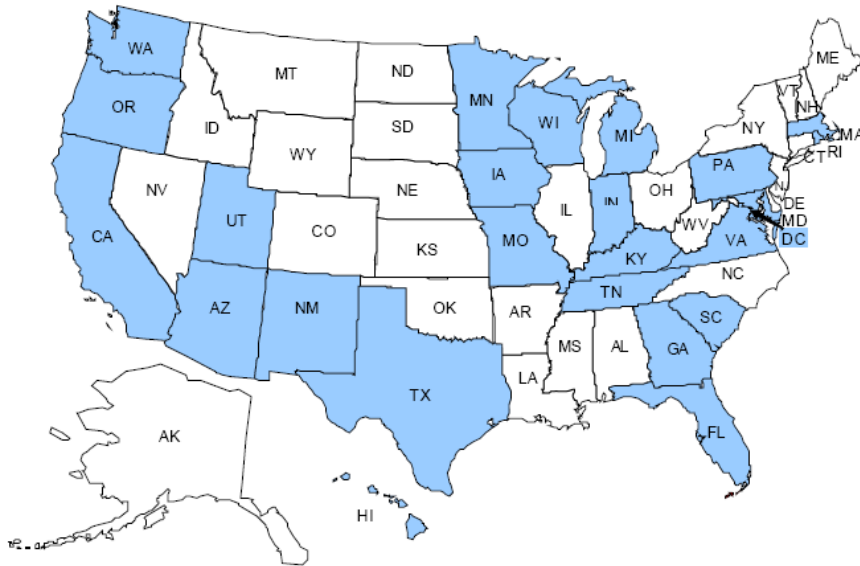 WA
MT
ND
MN
ME
VT
NH
OR
ID
SD
WI
MI
NY
MA
WY
RI
CT
IA
PA
NE
NV
OH
NJ
IL
IN
DE
UT
WV
MD
CA
CO
MO
VA
DC
KS
KY
NC
TN
AZ
NM
OK
AR
SC
MS
AL
GA
LA
TX
AK
FL
HI